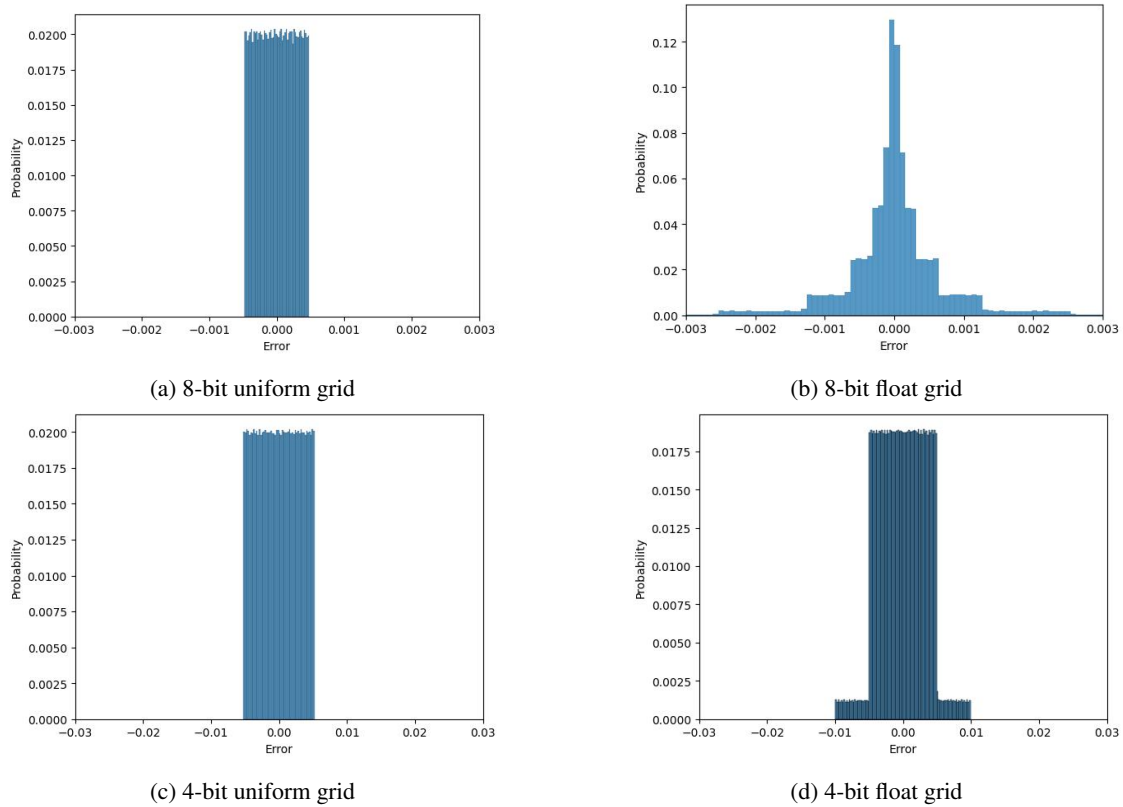 0.0200
0.0175
0.0150
0.0125
0.0100
0.0075
0.0050
0.0025
0.0000
Probability
−0.003 −0.002 −0.001 0.000 0.001 0.002 0.003
Error
(a) 8-bit uniform grid
0.12
0.10
0.08
0.06
0.04
0.02
0.00
Probability
−0.003 −0.002 −0.001 0.000 0.001 0.002 0.003
Error
(b) 8-bit float grid
0.0200
0.0175
0.0150
0.0125
0.0100
0.0075
0.0050
0.0025
0.0000
Probability
−0.03 −0.02 −0.01 0.00 0.01 0.02 0.03
Error
(c) 4-bit uniform grid
0.0175
0.0150
0.0125
0.0100
0.0075
0.0050
0.0025
0.0000
Probability
−0.03 −0.02 −0.01 0.00 0.01 0.02 0.03
Error
(d) 4-bit float grid